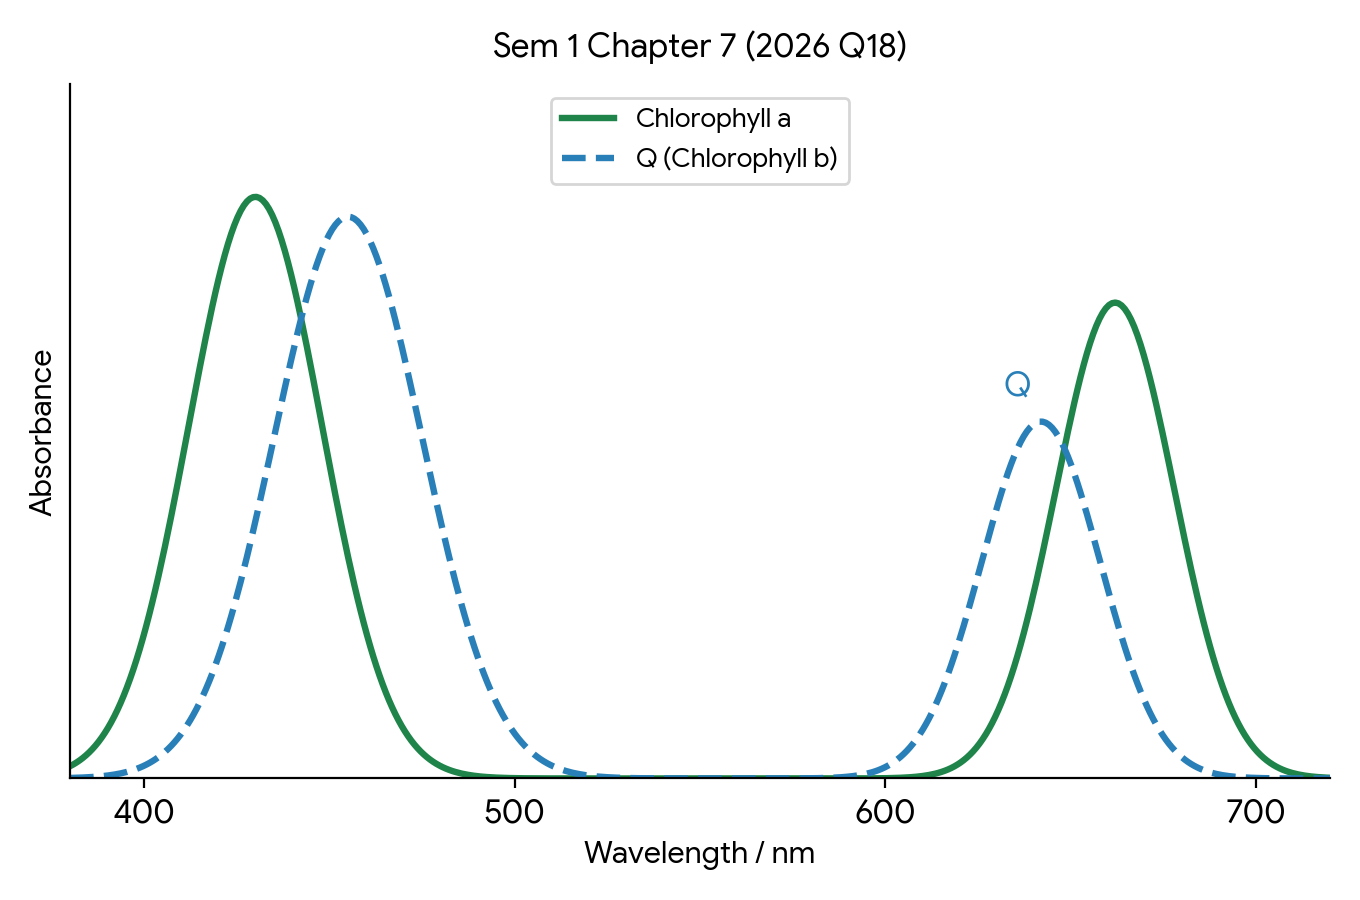 Sem 1 Chapter 7 (2026 Q18)
Chlorophyll a
Q (Chlorophyll b)
Q
Absorbance
400 500 600 700
Wavelength / nm